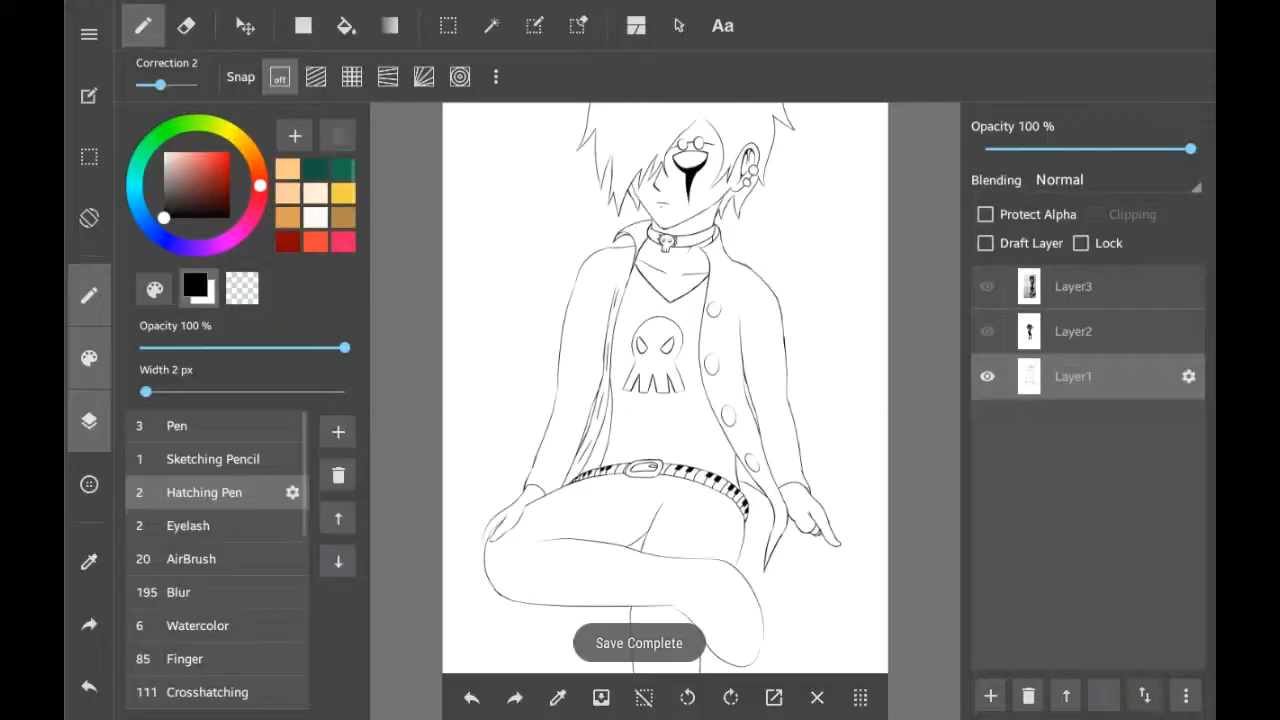 Aa
Correction 2
Snap
off
Opacity 100 %
Blending Normal
Protect Alpha
Clipping
Draft Layer
Lock
Layer3
Layer2
Layer1
Opacity 100 %
Width 2 px
3 Pen
1 Sketching Pencil
2 Hatching Pen
2 Eyelash
20 AirBrush
195 Blur
6 Watercolor
85 Finger
111 Crosshatching
Save Complete